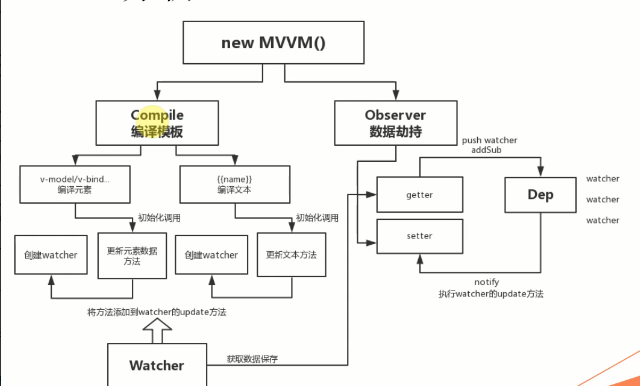 new MVVM()
Compile
编译模板
Observer
数据劫持
push watcher
addSub
v-model/v-bind...
编译元素
{{name}}
编译文本
getter
Dep
watcher
watcher
watcher
初始化调用
初始化调用
setter
创建watcher
更新元素数据
方法
创建watcher
更新文本方法
notify
执行watcher的update方法
将方法添加到watcher的update方法
Watcher
获取数据保存